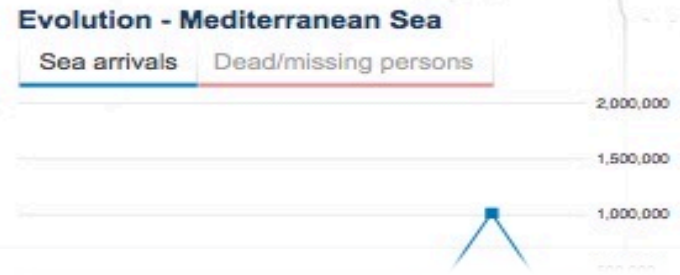 Evolution - Mediterranean Sea
Sea arrivals Dead/missing persons
2,000,000
1,500,000
1,000,000